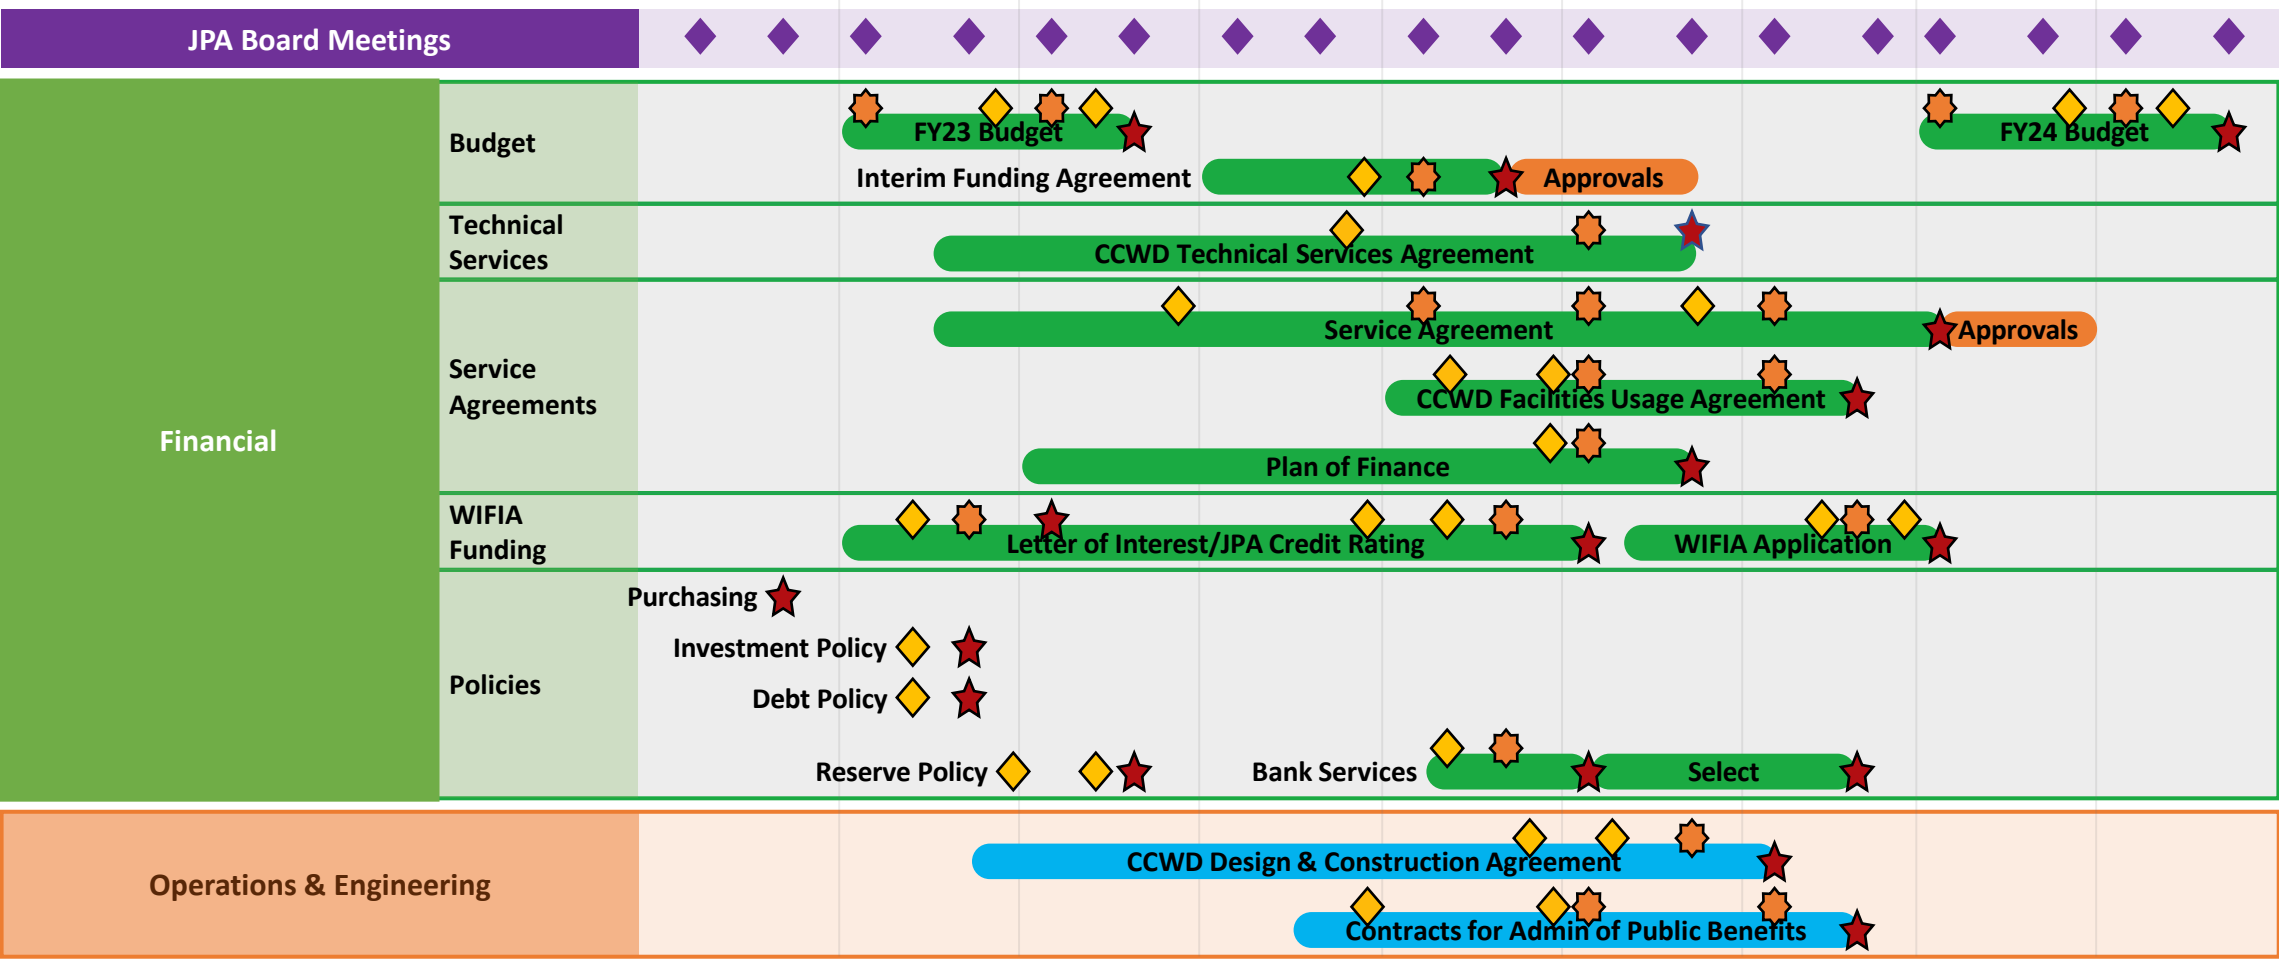 JPA Board Meetings
Financial
Budget
FY23 Budget
FY24 Budget
Interim Funding Agreement
Approvals
Technical
Services
CCWD Technical Services Agreement
Service
Agreements
Service Agreement
Approvals
CCWD Facilities Usage Agreement
Plan of Finance
WIFIA
Funding
Letter of Interest/JPA Credit Rating
WIFIA Application
Policies
Purchasing
Investment Policy
Debt Policy
Reserve Policy
Bank Services
Select
Operations & Engineering
CCWD Design & Construction Agreement
Contracts for Admin of Public Benefits